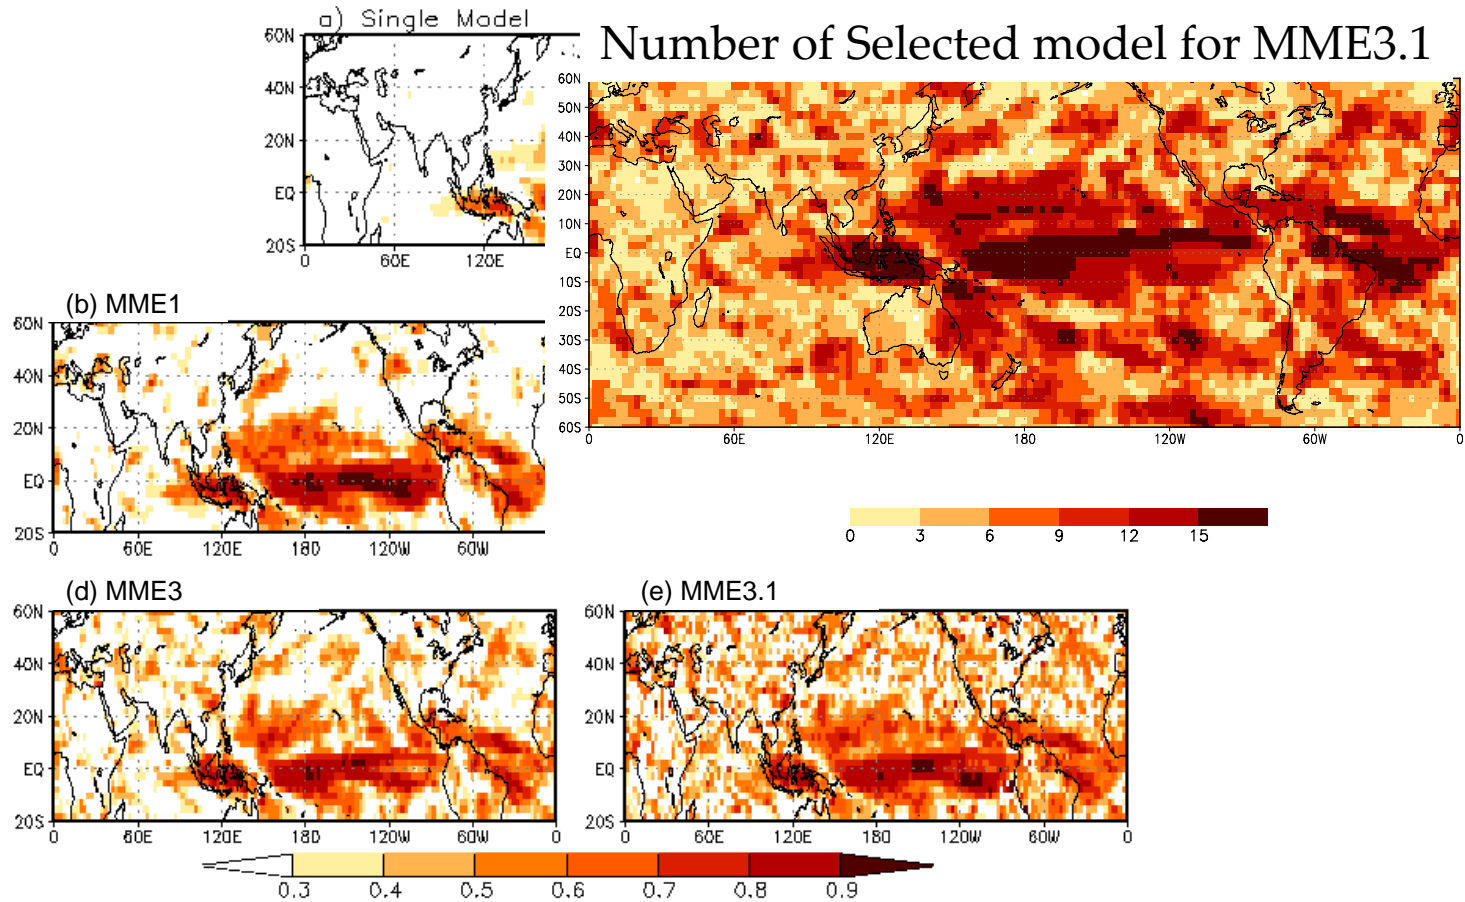 a) Single Model
60N
40N
20N
EQ
20S
0 60E 120E
Number of Selected model for MME3.1
60N
50N
40N
30N
20N
10N
EQ
10S
20S
30S
40S
50S
60S
0 60E 120E 180 120W 60W 0
0 3 6 9 12 15
(b) MME1
60N
40N
20N
EQ
20S
0 60E 120E 180 120W 60W
(d) MME3
60N
40N
20N
EQ
20S
0 60E 120E 180 120W 60W 0
(e) MME3.1
60N
40N
20N
EQ
20S
0 60E 120E 180 120W 60W 0
0.3 0.4 0.5 0.6 0.7 0.8 0.9